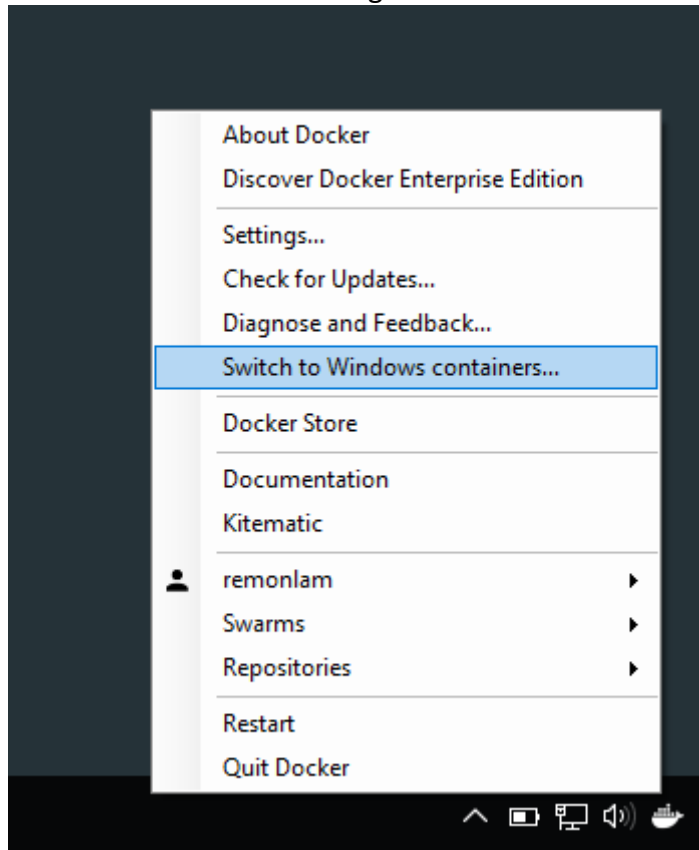 About Docker
Discover Docker Enterprise Edition
Settings...
Check for Updates...
Diagnose and Feedback...
Switch to Windows containers...
Docker Store
Documentation
Kitematic
remonlam
Swarms
Repositories
Restart
Quit Docker